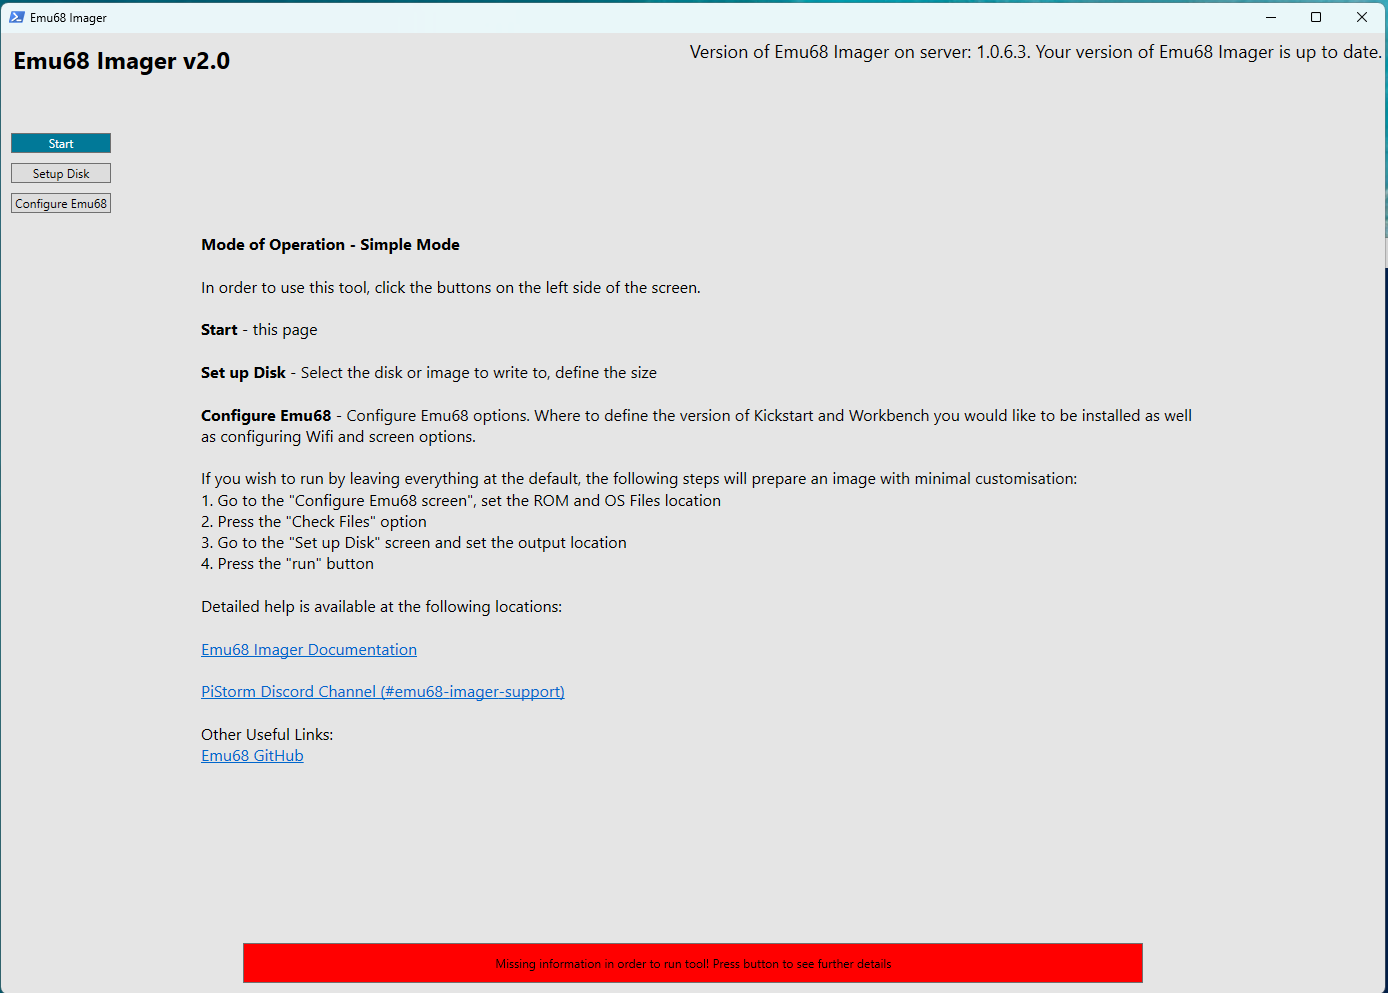 Emu68 Imager
Emu68 Imager v2.0
Version of Emu68 Imager on server: 1.0.6.3. Your version of Emu68 Imager is up to date.
Start
Setup Disk
Configure Emu68
Mode of Operation - Simple Mode
In order to use this tool, click the buttons on the left side of the screen.
Start - this page
Set up Disk - Select the disk or image to write to, define the size
Configure Emu68 - Configure Emu68 options. Where to define the version of Kickstart and Workbench you would like to be installed as well
as configuring Wifi and screen options.
If you wish to run by leaving everything at the default, the following steps will prepare an image with minimal customisation:
1. Go to the "Configure Emu68 screen", set the ROM and OS Files location
2. Press the "Check Files" option
3. Go to the "Set up Disk" screen and set the output location
4. Press the "run" button
Detailed help is available at the following locations:
Emu68 Imager Documentation
PiStorm Discord Channel (#emu68-imager-support)
Other Useful Links:
Emu68 GitHub
Missing information in order to run tool! Press button to see further details